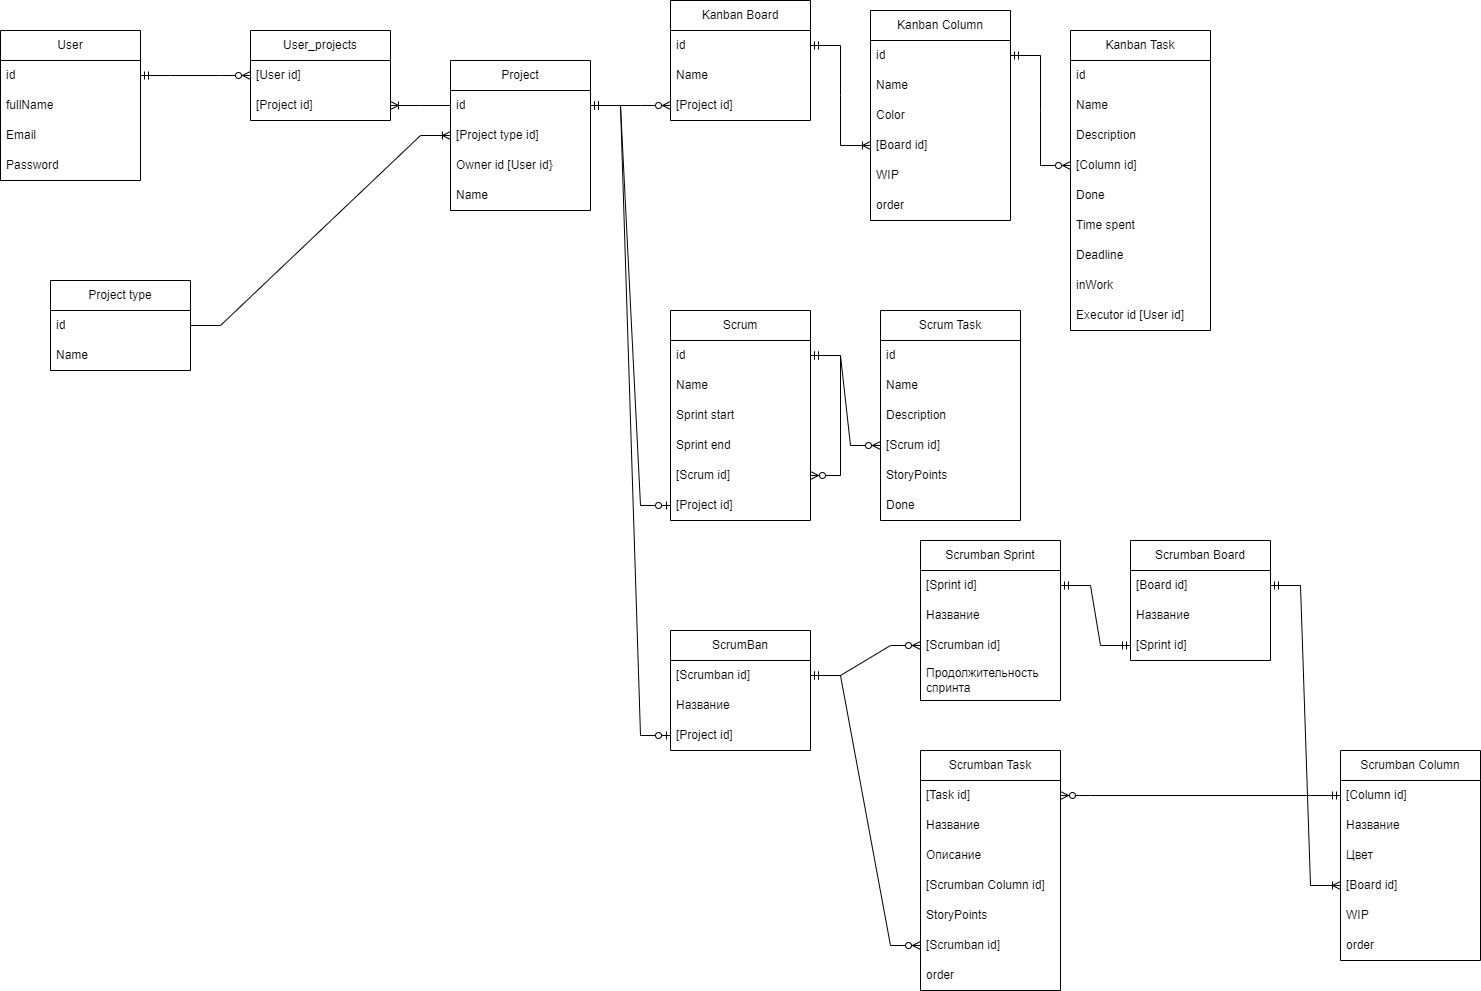 User
id
fullName
Email
Password
User_projects
[User id]
[Project id]
Project
id
[Project type id]
Owner id [User id}
Name
Project type
id
Name
Kanban Board
id
Name
[Project id]
Kanban Column
id
Name
Color
[Board id]
WIP
order
Kanban Task
id
Name
Description
[Column id]
Done
Time spent
Deadline
inWork
Executor id [User id]
Scrum
id
Name
Sprint start
Sprint end
[Scrum id]
[Project id]
Scrum Task
id
Name
Description
[Scrum id]
StoryPoints
Done
ScrumBan
[Scrumban id]
Название
[Project id]
Scrumban Sprint
[Sprint id]
Название
[Scrumban id]
Продолжительность
спринта
Scrumban Board
[Board id]
Название
[Sprint id]
Scrumban Task
[Task id]
Название
Описание
[Scrumban Column id]
StoryPoints
[Scrumban id]
order
Scrumban Column
[Column id]
Название
Цвет
[Board id]
WIP
order